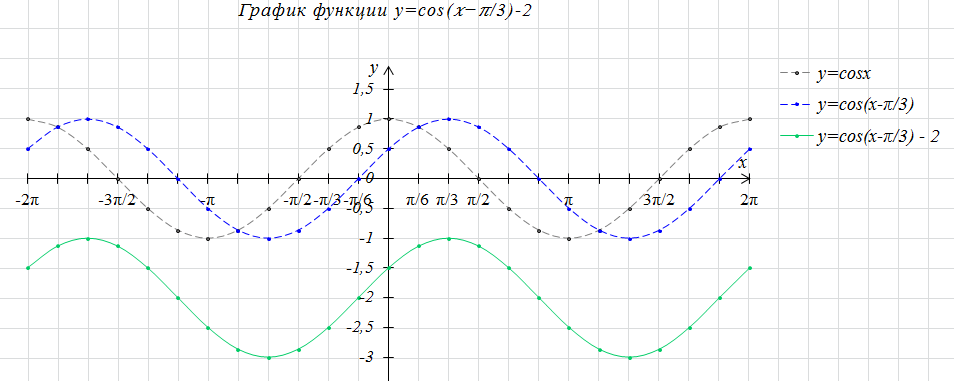 График функции y=cos(x−π/3)-2
y
1,5
1
0,5
0
-0,5
-1
-1,5
-2
-2,5
-3
x
-2π -3π/2 -π -π/2 -π/3 -π/6 π/6 π/3 π/2 π 3π/2 2π
y=cosx
y=cos(x-π/3)
y=cos(x-π/3) - 2